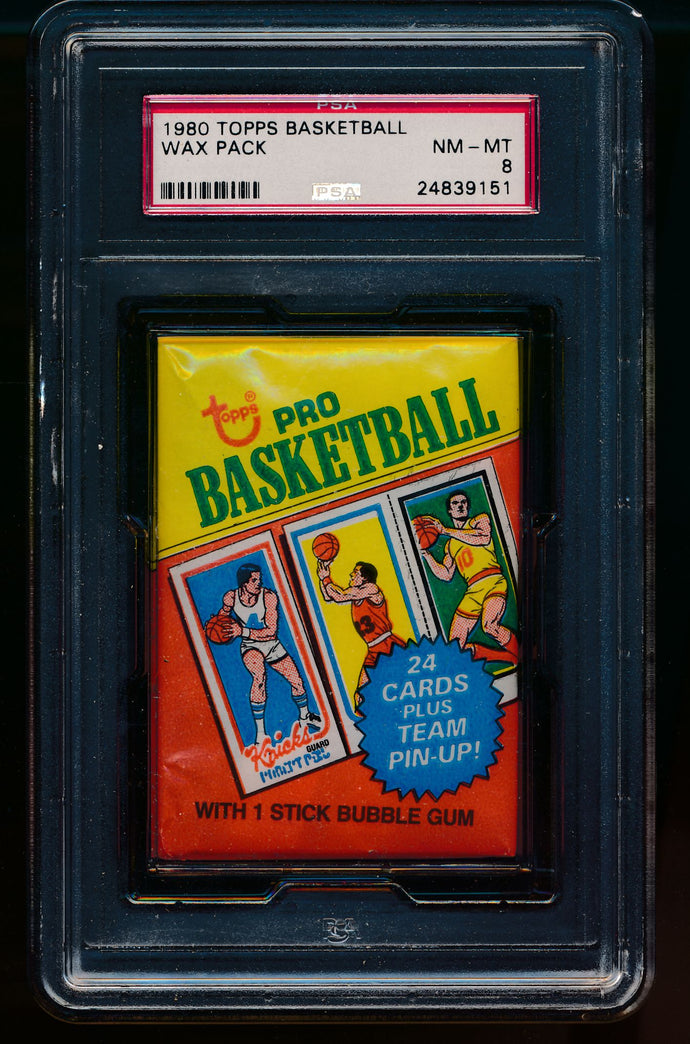 PSA
1980 TOPPS BASKETBALL
WAX PACK
NM – MT
8
PSA
24839151
topps®
PRO
BASKETBALL
10
23
4
Knicks
GUARD
24
CARDS
PLUS
TEAM
PIN-UP!
WITH 1 STICK BUBBLE GUM